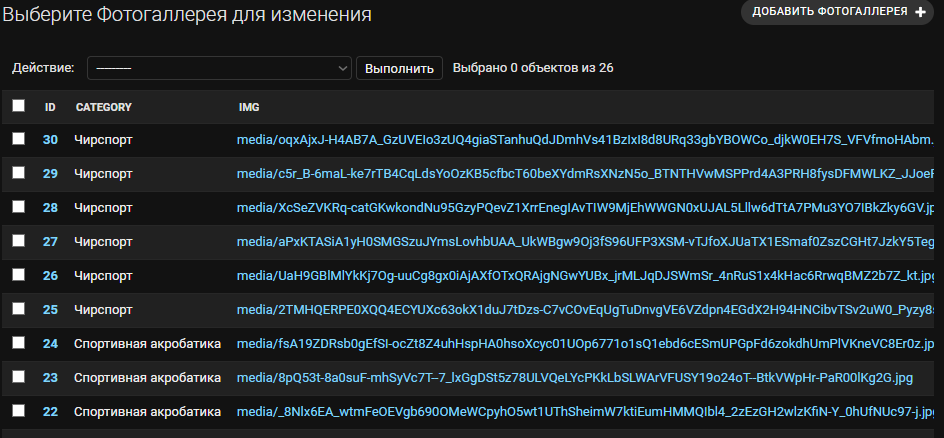 Выберите Фотогаллерея для изменения
ДОБАВИТЬ ФОТОГАЛЛЕРЕЯ +
Действие: --------- Выполнить Выбрано 0 объектов из 26
ID CATEGORY IMG
30 Чирспорт media/oqxAjxJ-H4AB7A_GzUVEIo3zUQ4giaSTanhuQdJDmhVs41BzIxI8d8URq33gbYBOWCo_djkW0EH7S_VFVfmoHAbm.
29 Чирспорт media/c5r_B-6maL-ke7rTB4CqLdsYoOzKB5cfbcT60beXYdmRsXNzN5o_BTNTHVwMSPPrd4A3PRH8fysDFMWLKZ_JJoeF
28 Чирспорт media/XcSeZVKRq-catGKwkondNu95GzyPQevZ1XrrEnegIAvTIW9MjEhWWGN0xUJAL5Lllw6dTtA7PMu3YO7IBkZky6GV.jp
27 Чирспорт media/aPxKTASiA1yH0SMGSzuJYmsLovhbUAA_UkWBgw9Oj3fS96UFP3XSM-vTJfoXJUaTX1ESmaf0ZszCGHt7JzkY5Teg
26 Чирспорт media/UaH9GBlMlYkKj7Og-uuCg8gx0iAjAXfOTxQRAjgNGwYUBx_jrMLJqDJSWmSr_4nRuS1x4kHac6RrwqBMZ2b7Z_kt.jpg
25 Чирспорт media/2TMHQERPE0XQQ4ECYUXc63okX1duJ7tDzs-C7vCOvEqUgTuDnvgVE6VZdpn4EGdX2H94HNCibvTSv2uW0_Pyzy8s
24 Спортивная акробатика media/fsA19ZDRsb0gEfSI-ocZt8Z4uhHspHA0hsoXcyc01UOp6771o1sQ1ebd6cESmUPGpFd6zokdhUmPlVKneVC8Er0z.jp
23 Спортивная акробатика media/8pQ53t-8a0suF-mhSyVc7T--7_lxGgDSt5z78ULVQeLYcPKkLbSLWArVFUSY19o24oT--BtkVWpHr-PaR00lKg2G.jpg
22 Спортивная акробатика media/_8Nlx6EA_wtmFeOEVgb690OMeWCpyhO5wt1UThSheimW7ktiEumHMMQIbl4_2zEzGH2wlzKfiN-Y_0hUfNUc97-j.jpg